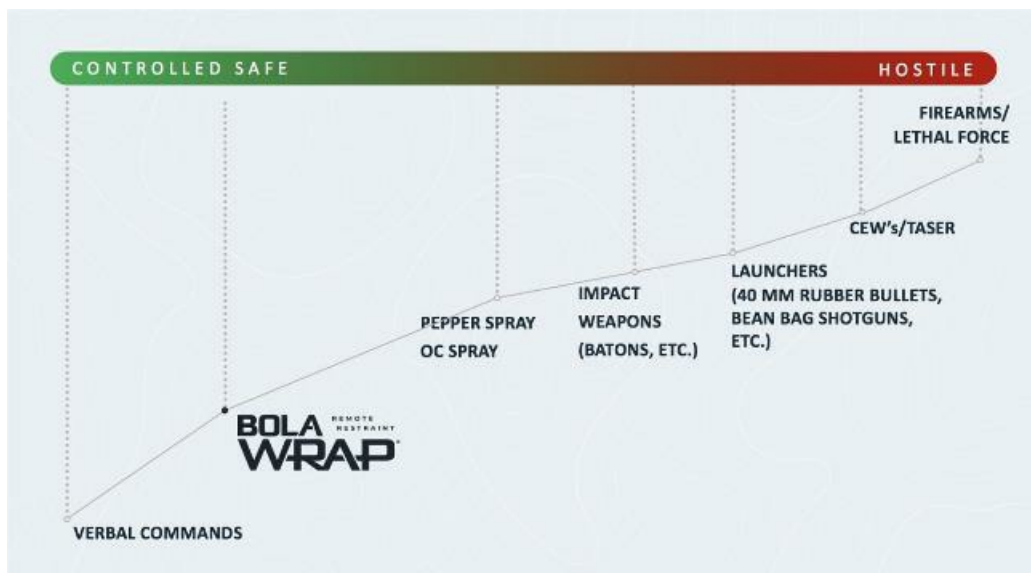 CONTROLLED SAFE
HOSTILE
FIREARMS/
LETHAL FORCE
CEW's/TASER
LAUNCHERS
(40 MM RUBBER BULLETS,
BEAN BAG SHOTGUNS,
ETC.)
IMPACT
WEAPONS
(BATONS, ETC.)
PEPPER SPRAY
OC SPRAY
BOLA REMOTE
RESTRAINT
WRAP
VERBAL COMMANDS